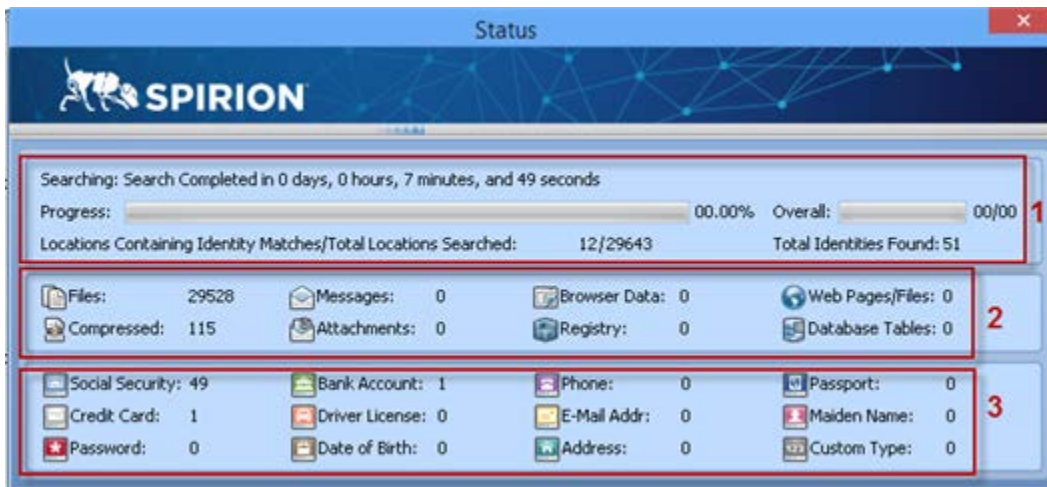 Status
SPIRION
Searching: Search Completed in 0 days, 0 hours, 7 minutes, and 49 seconds
Progress: 00.00% Overall: 00/00 1
Locations Containing Identity Matches/Total Locations Searched: 12/29643 Total Identities Found: 51
Files: 29528 Messages: 0 Browser Data: 0 Web Pages/Files: 0
Compressed: 115 Attachments: 0 Registry: 0 Database Tables: 0
2
Social Security: 49 Bank Account: 1 Phone: 0 Passport: 0
Credit Card: 1 Driver License: 0 E-Mail Addr: 0 Maiden Name: 0 3
Password: 0 Date of Birth: 0 Address: 0 Custom Type: 0